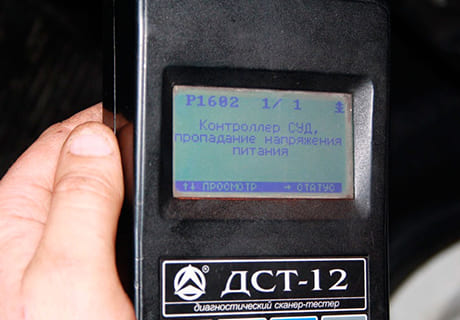 P1602 1/ 1
Контроллер СУД,
пропадание напряжения
питания
↑↓ ПРОСМОТР → СТАТУС
® ДСТ-12
диагностический сканер-тестер